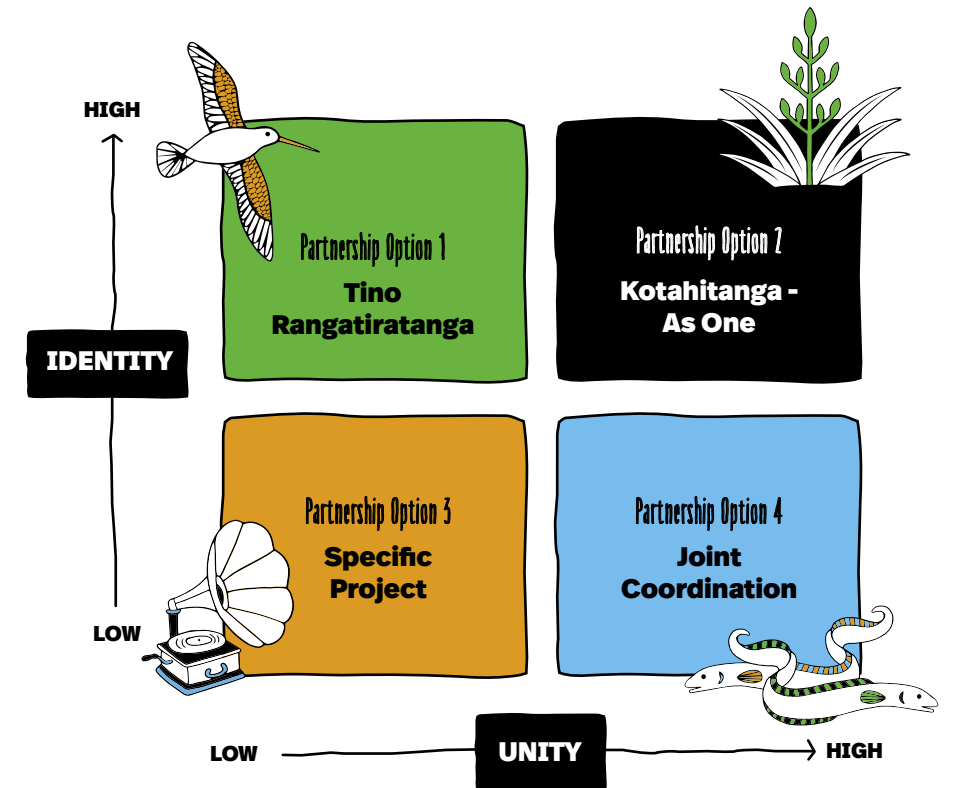 HIGH
Partnership Option 1
Tino
Rangatiratanga
Partnership Option 2
Kotahitanga -
As One
IDENTITY
Partnership Option 3
Specific
Project
Partnership Option 4
Joint
Coordination
LOW
LOW
UNITY
HIGH